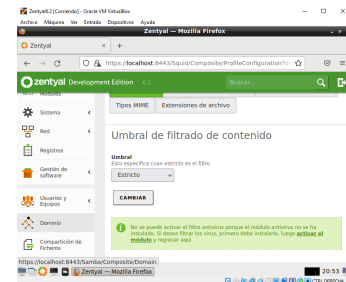 Zentyal6.2 [Corriendo] - Oracle VM VirtualBox
Archivo Máquina Ver Entrada Dispositivos Ayuda
Zentyal — Mozilla Firefox
Zentyal
https://localhost:8443/Squid/Composite/ProfileConfiguration?di
zentyal Development Edition 6.2
Buscar...
Módulos
Sistema
Red
Registros
Gestión de software
Usuarios y Equipos
Dominio
Compartición de Ficheros
Tipos MIME Extensiones de archivo
Umbral de filtrado de contenido
Umbral
Esto especifica cuan estricto es el filtro
Estricto
CAMBIAR
No se puede activar el filtro antivirus porque el módulo antivirus no se ha
instalado. Si desea filtrar los virus, primero debe instalarlo, luego activar el
módulo y regresar aquí
https://localhost:8443/Samba/Composite/Domain
Zentyal — Mozilla Firefox
20:53
CTRL DERECHA